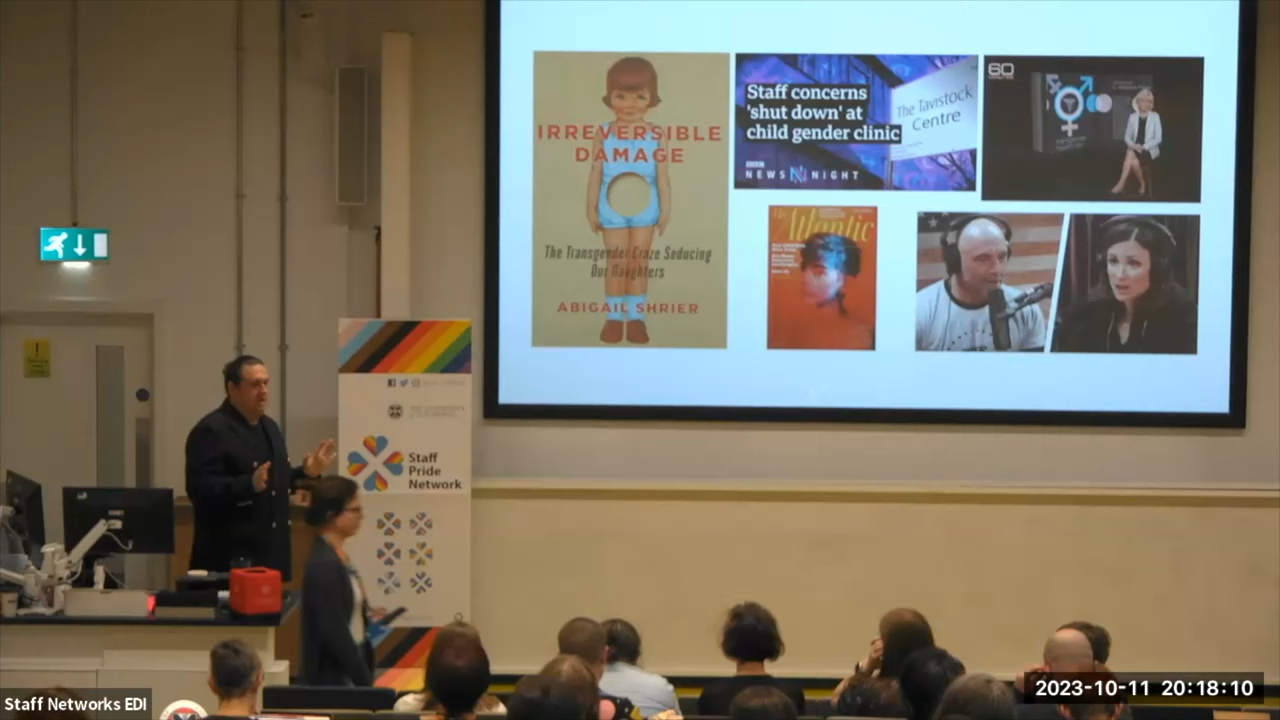 IRREVERSIBLE
DAMAGE
The Transgender Craze Seducing
Our Daughters
ABIGAIL SHRIER
Staff concerns
'shut down' at
child gender clinic
The Tavistock
Centre
BBC
NEWSNIGHT
60
MINUTES
The Atlantic
Staff
Pride
Network
Staff Networks EDI
2023-10-11 20:18:10